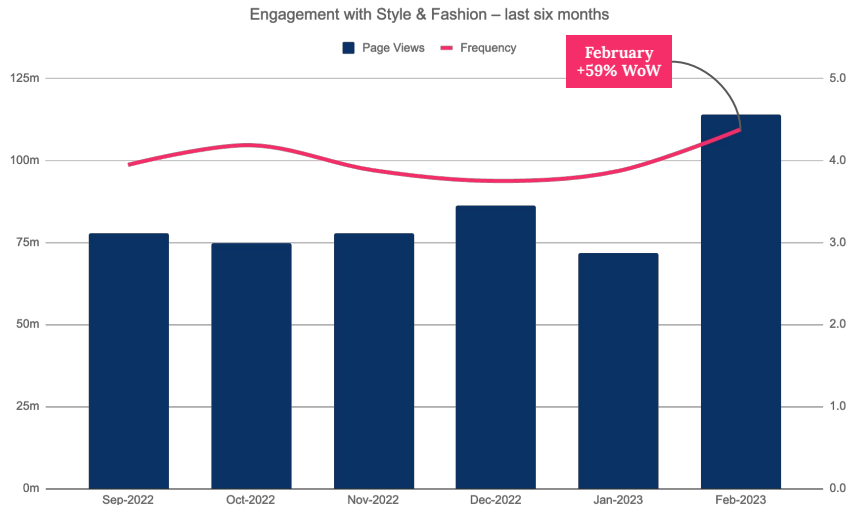 Engagement with Style & Fashion – last six months
Page Views
Frequency
February
+59% WoW
125m
100m
75m
50m
25m
0m
5.0
4.0
3.0
2.0
1.0
0.0
Sep-2022
Oct-2022
Nov-2022
Dec-2022
Jan-2023
Feb-2023